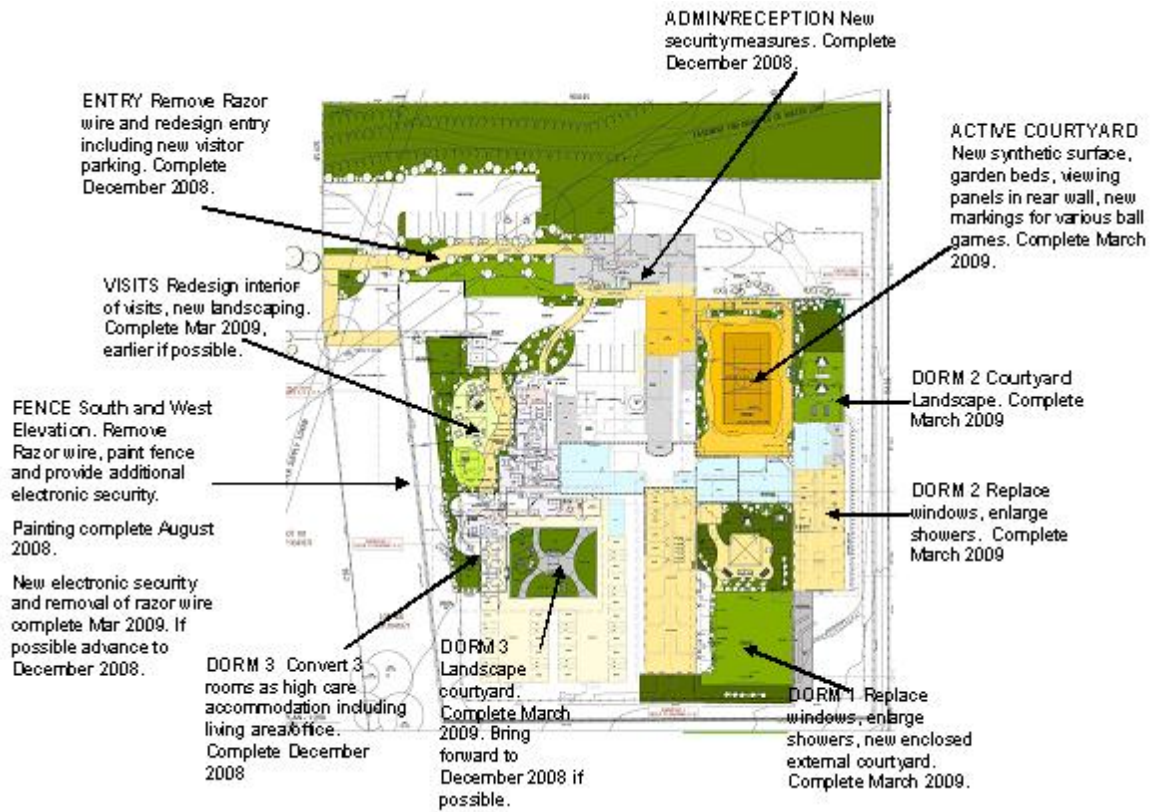 ADMIN/RECEPTION New
security measures. Complete
December 2008.
ENTRY Remove Razor
wire and redesign entry
including new visitor
parking. Complete
December 2008.
ACTIVE COURTYARD
New synthetic surface,
garden beds, viewing
panels in rear wall, new
markings for various ball
games. Complete March
2009.
VISITS Redesign interior
of visits, new landscaping.
Complete Mar 2009,
earlier if possible.
DORM 2 Courtyard
Landscape. Complete
March 2009
FENCE South and West
Elevation. Remove
Razor wire, paint fence
and provide additional
electronic security.
Painting complete August
2008.
New electronic security
and removal of razor wire
complete Mar 2009. If
possible advance to
December 2008.
DORM 2 Replace
windows, enlarge
showers. Complete
March 2009
DORM 3 Convert 3
rooms as high care
accommodation including
living area/office.
Complete December
2008
DORM 3
Landscape
courtyard.
Complete March
2009. Bring
forward to
December 2008 if
possible.
DORM 1 Replace
windows, enlarge
showers, new enclosed
external courtyard.
Complete March 2009.